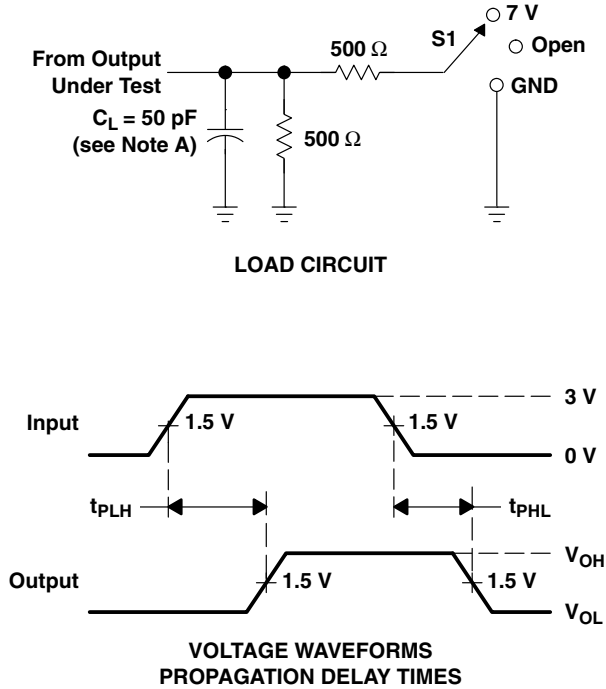 7 V
S1
Open
500 Ω
From Output
Under Test
GND
C_L = 50 pF
(see Note A)
500 Ω
LOAD CIRCUIT
3 V
Input
1.5 V
1.5 V
0 V
t_PLH
t_PHL
V_OH
Output
1.5 V
1.5 V
V_OL
VOLTAGE WAVEFORMS
PROPAGATION DELAY TIMES